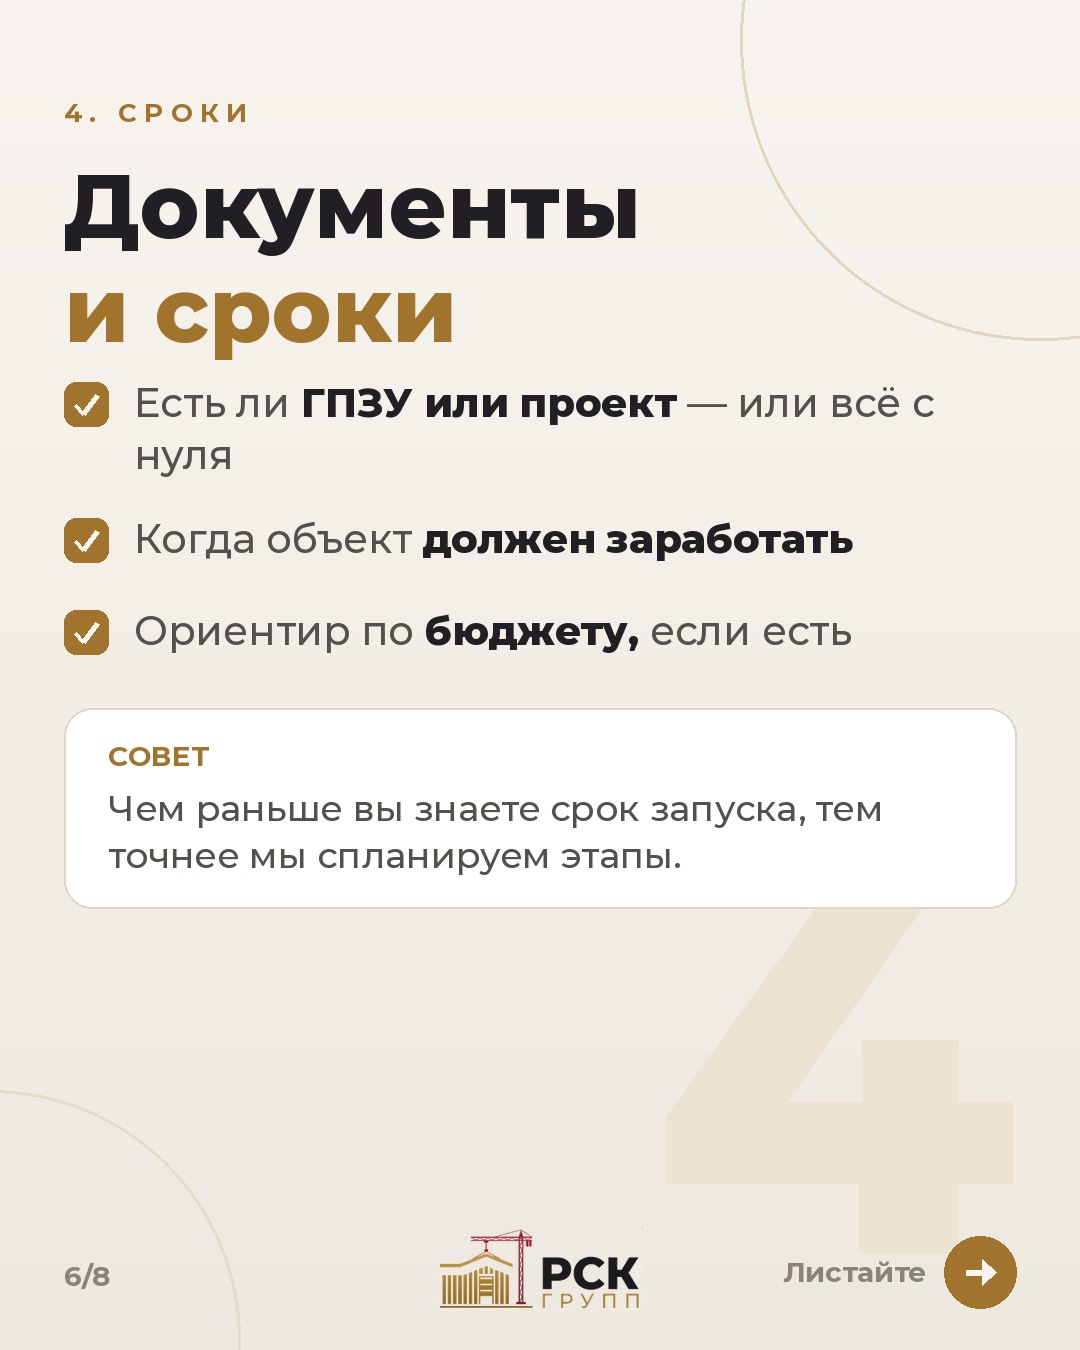 4. СРОКИ
Документы
и сроки
Есть ли ГПЗУ или проект — или всё с
нуля
Когда объект должен заработать
Ориентир по бюджету, если есть
СОВЕТ
Чем раньше вы знаете срок запуска, тем
точнее мы спланируем этапы.
4
6/8
РСК
ГРУПП
Листайте